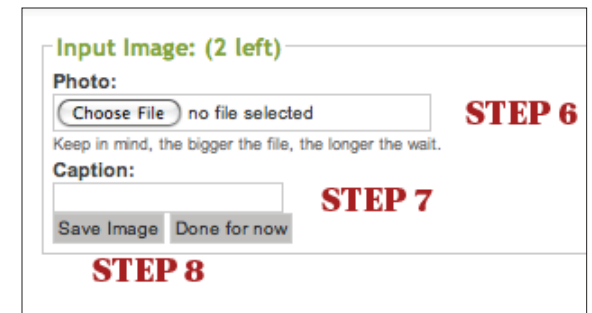 Input Image: (2 left)
Photo:
Choose File no file selected STEP 6
Keep in mind, the bigger the file, the longer the wait.
Caption:
STEP 7
Save Image Done for now
STEP 8